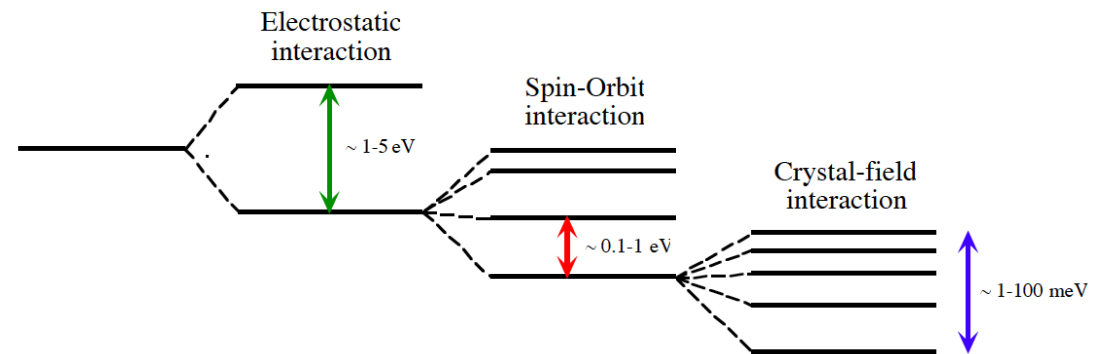 Electrostatic
interaction
~ 1-5 eV
Spin-Orbit
interaction
~ 0.1-1 eV
Crystal-field
interaction
~ 1-100 meV